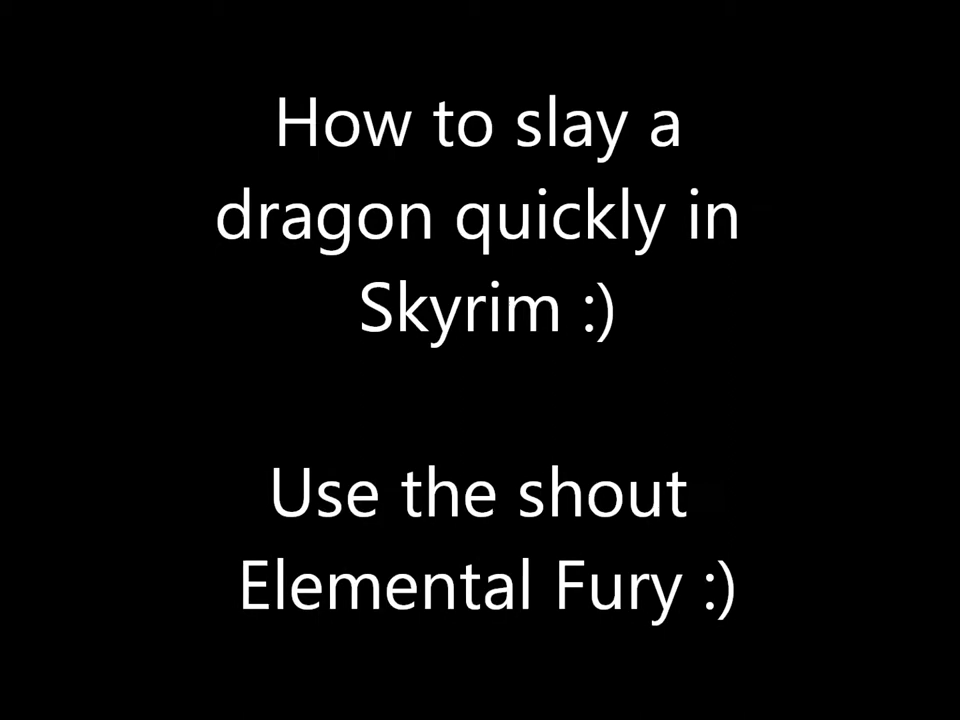 How to slay a
dragon quickly in
Skyrim :)
Use the shout
Elemental Fury :)